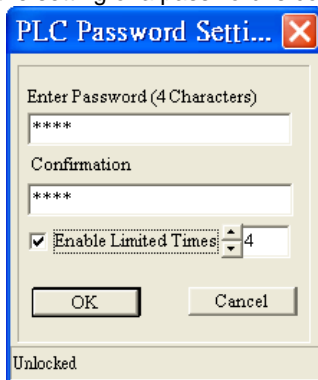 PLC Password Setti...
Enter Password (4 Characters)
****
Confirmation
****
Enable Limited Times 4
OK Cancel
Unlocked